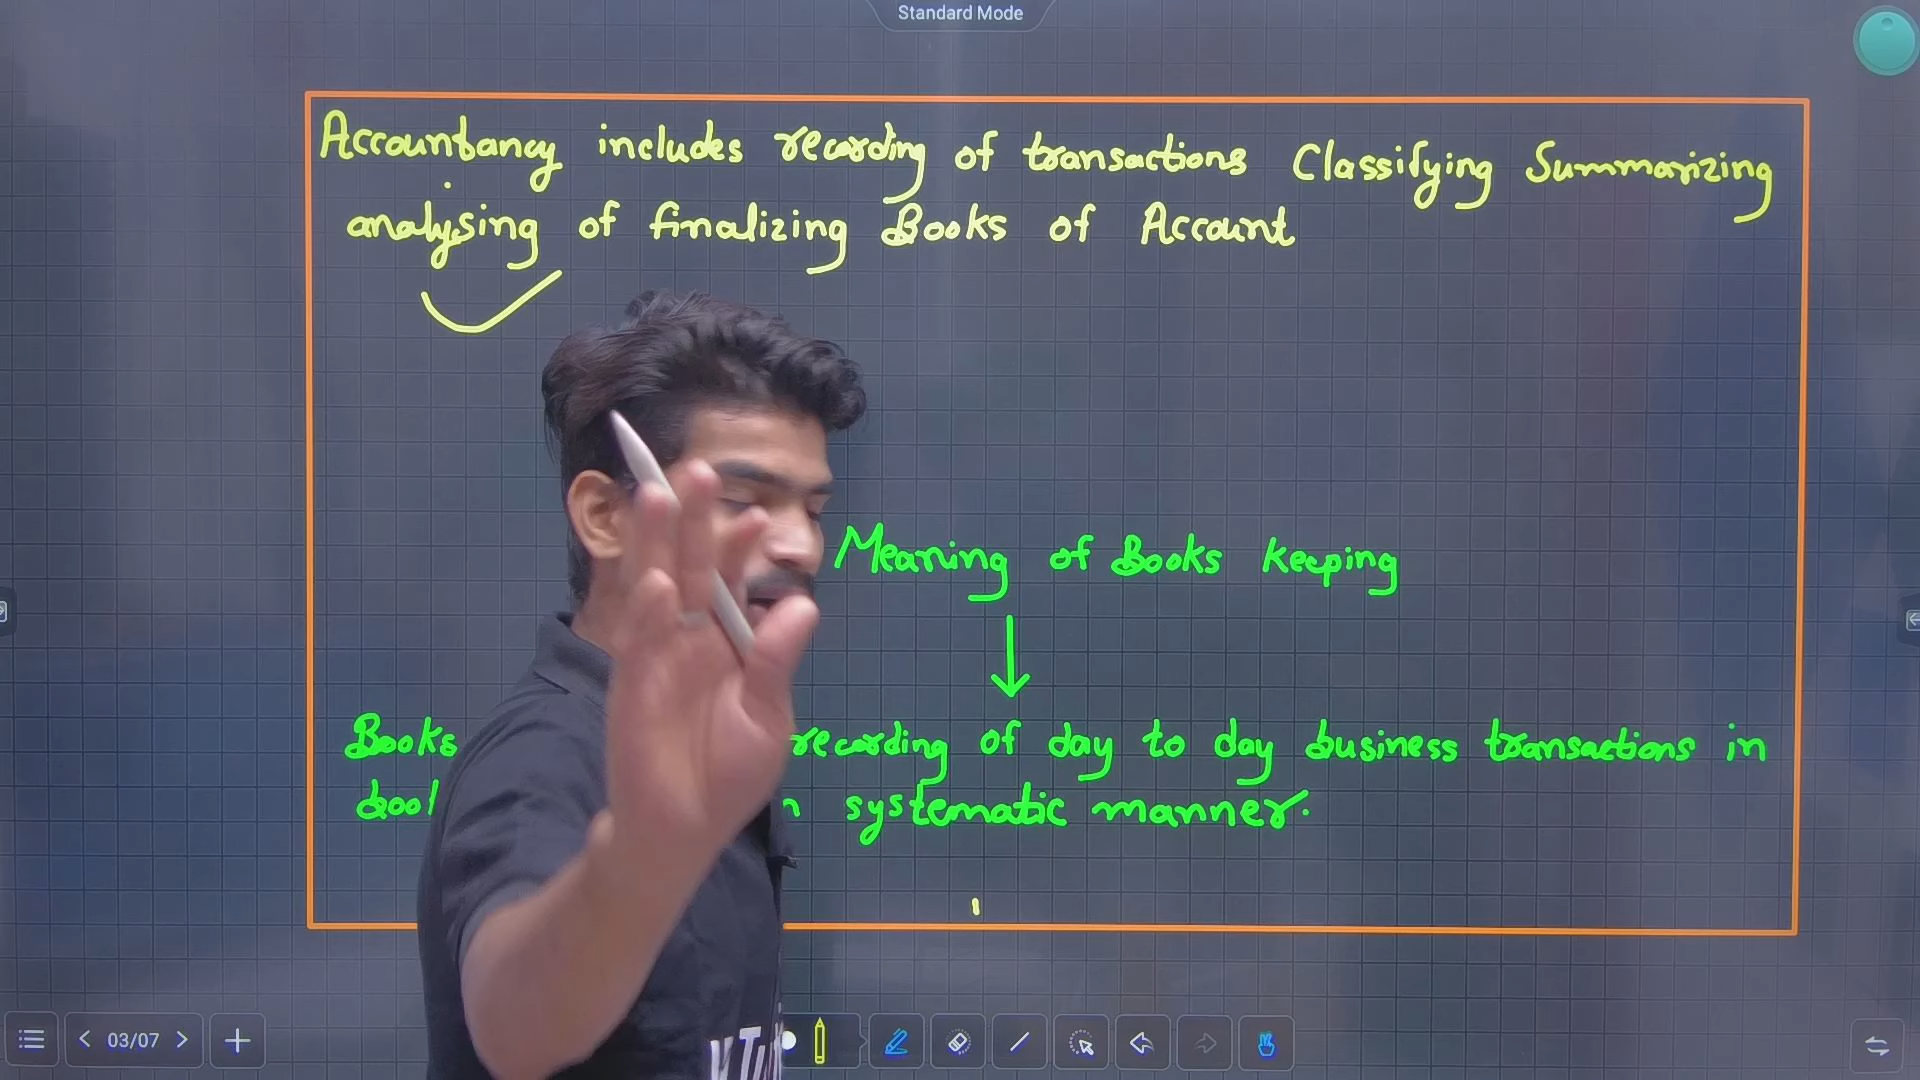 Standard Mode
Accountancy includes recording of transactions Classifying Summarizing
analysing of finalizing Books of Account
Meaning of Books keeping
Books recording of day to day business transactions in
systematic manner.
03/07